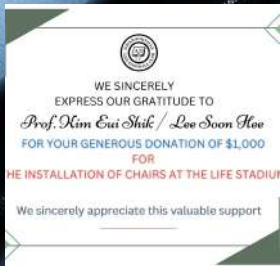 WE SINCERELY
EXPRESS OUR GRATITUDE TO
Prof. Kim Eui Shik / Lee Soon Hee
FOR YOUR GENEROUS DONATION OF $1,000
FOR
HE INSTALLATION OF CHAIRS AT THE LIFE STADIUM
We sincerely appreciate this valuable support